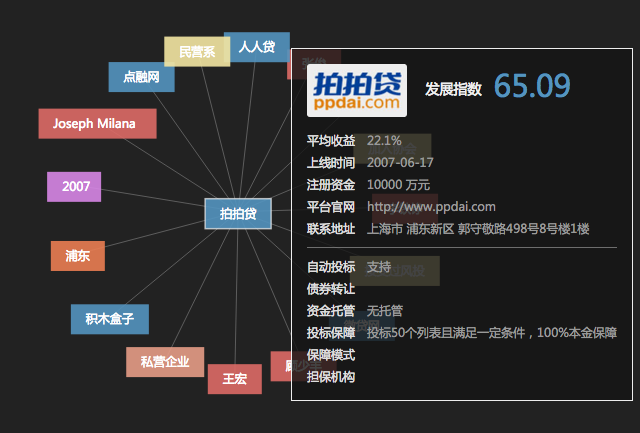 民营系
人人贷
点融网
Joseph Milana
2007
拍拍贷
浦东
积木盒子
私营企业
王宏
拍拍贷
ppdai.com
发展指数 65.09
平均收益 22.1%
上线时间 2007-06-17
注册资金 10000 万元
平台官网 http://www.ppdai.com
联系地址 上海市 浦东新区 郭守敬路498号8号楼1楼
自动投标 支持
债券转让
资金托管 无托管
投标保障 投标50个列表且满足一定条件，100%本金保障
保障模式
担保机构